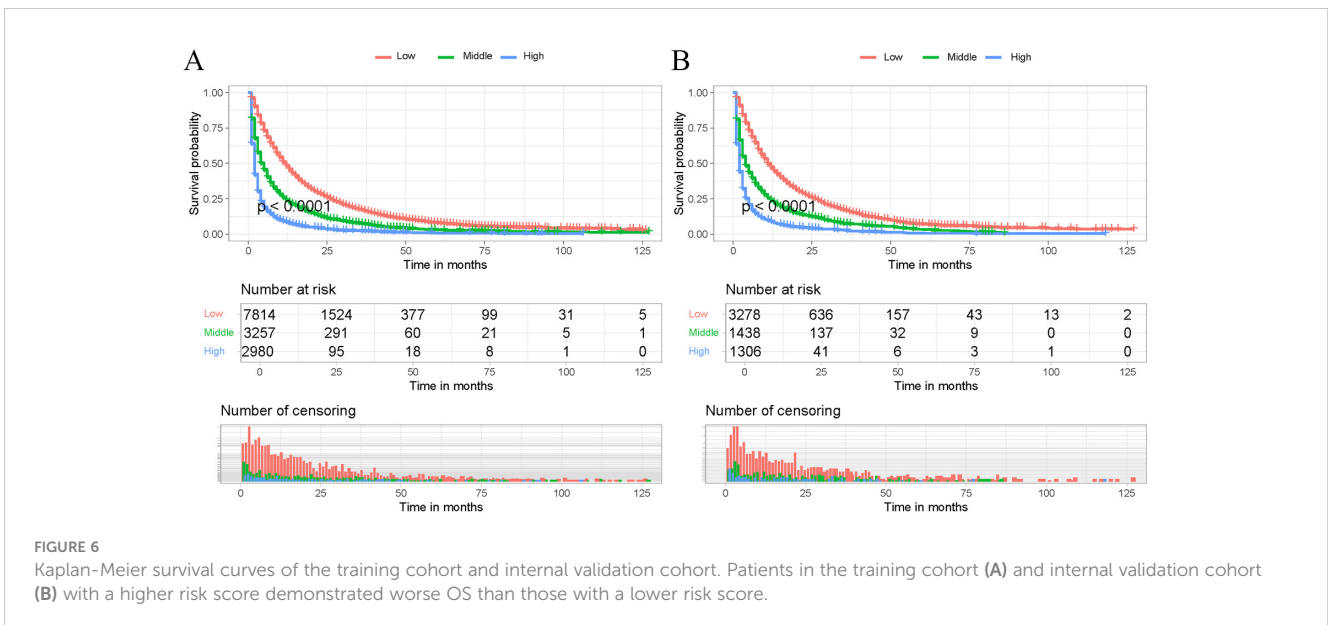 A
Low Middle High
1.00
0.75
0.50
0.25
0.00
Survival probability
p < 0.0001
0 25 50 75 100 125
Time in months
Number at risk
Low 7814 1524 377 99 31 5
Middle 3257 291 60 21 5 1
High 2980 95 18 8 1 0
0 25 50 75 100 125
Time in months
Number of censoring
0 25 50 75 100 125
Time in months
B
Low Middle High
1.00
0.75
0.50
0.25
0.00
Survival probability
p < 0.0001
0 25 50 75 100 125
Time in months
Number at risk
Low 3278 636 157 43 13 2
Middle 1438 137 32 9 0 0
High 1306 41 6 3 1 0
0 25 50 75 100 125
Time in months
Number of censoring
0 25 50 75 100 125
Time in months
FIGURE 6
Kaplan-Meier survival curves of the training cohort and internal validation cohort. Patients in the training cohort (A) and internal validation cohort
(B) with a higher risk score demonstrated worse OS than those with a lower risk score.